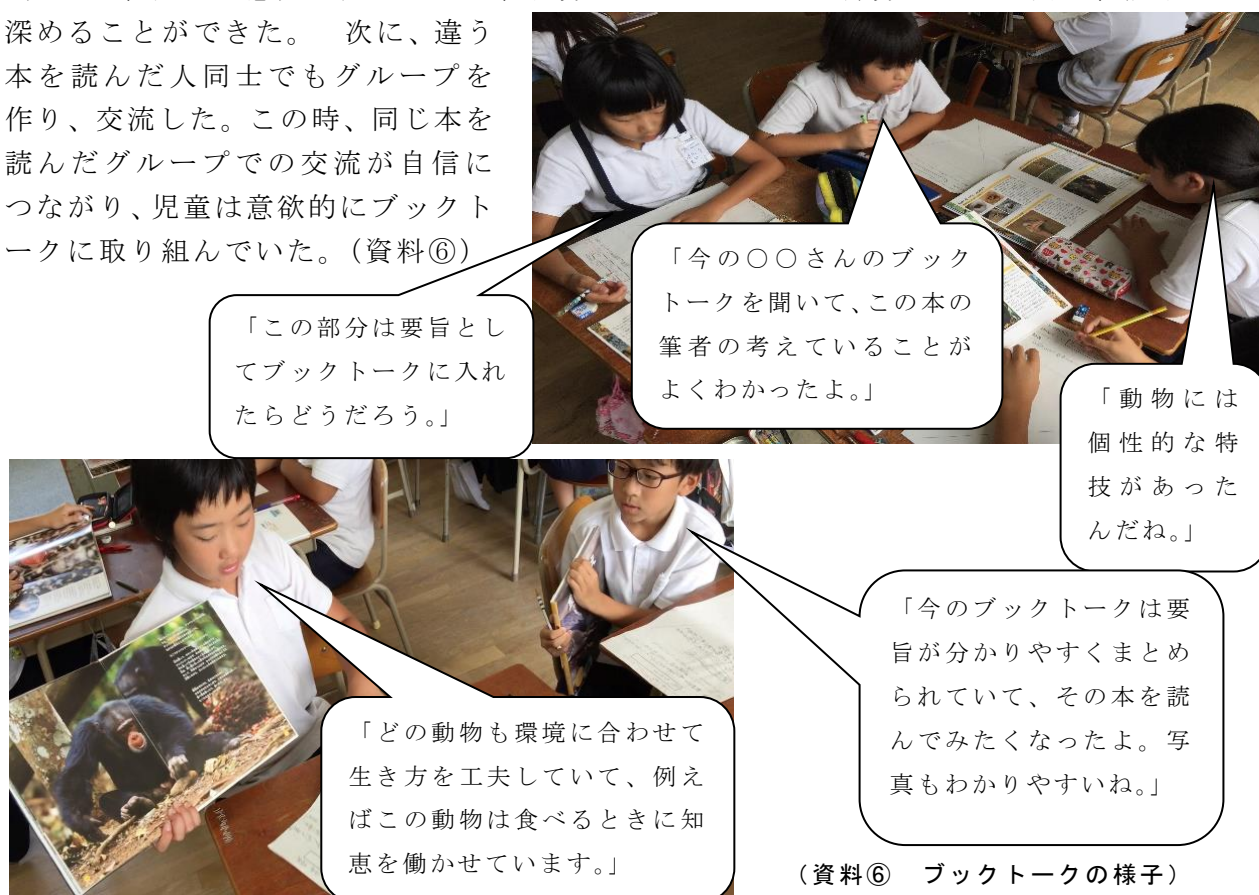 深めることができた。　次に、違う
本を読んだ人同士でもグループを
作り、交流した。この時、同じ本を
読んだグループでの交流が自信に
つながり、児童は意欲的にブックト
ークに取り組んでいた。（資料⑥）
「この部分は要旨とし
てブックトークに入れ
たらどうだろう。」
「今の○○さんのブック
トークを聞いて、この本の
筆者の考えていることが
よくわかったよ。」
「動物には
個性的な特
技があった
んだね。」
「どの動物も環境に合わせて
生き方を工夫していて、例え
ばこの動物は食べるときに知
恵を働かせています。」
「今のブックトークは要
旨が分かりやすくまとめ
られていて、その本を読
んでみたくなったよ。写
真もわかりやすいね。」
（資料⑥　ブックトークの様子）